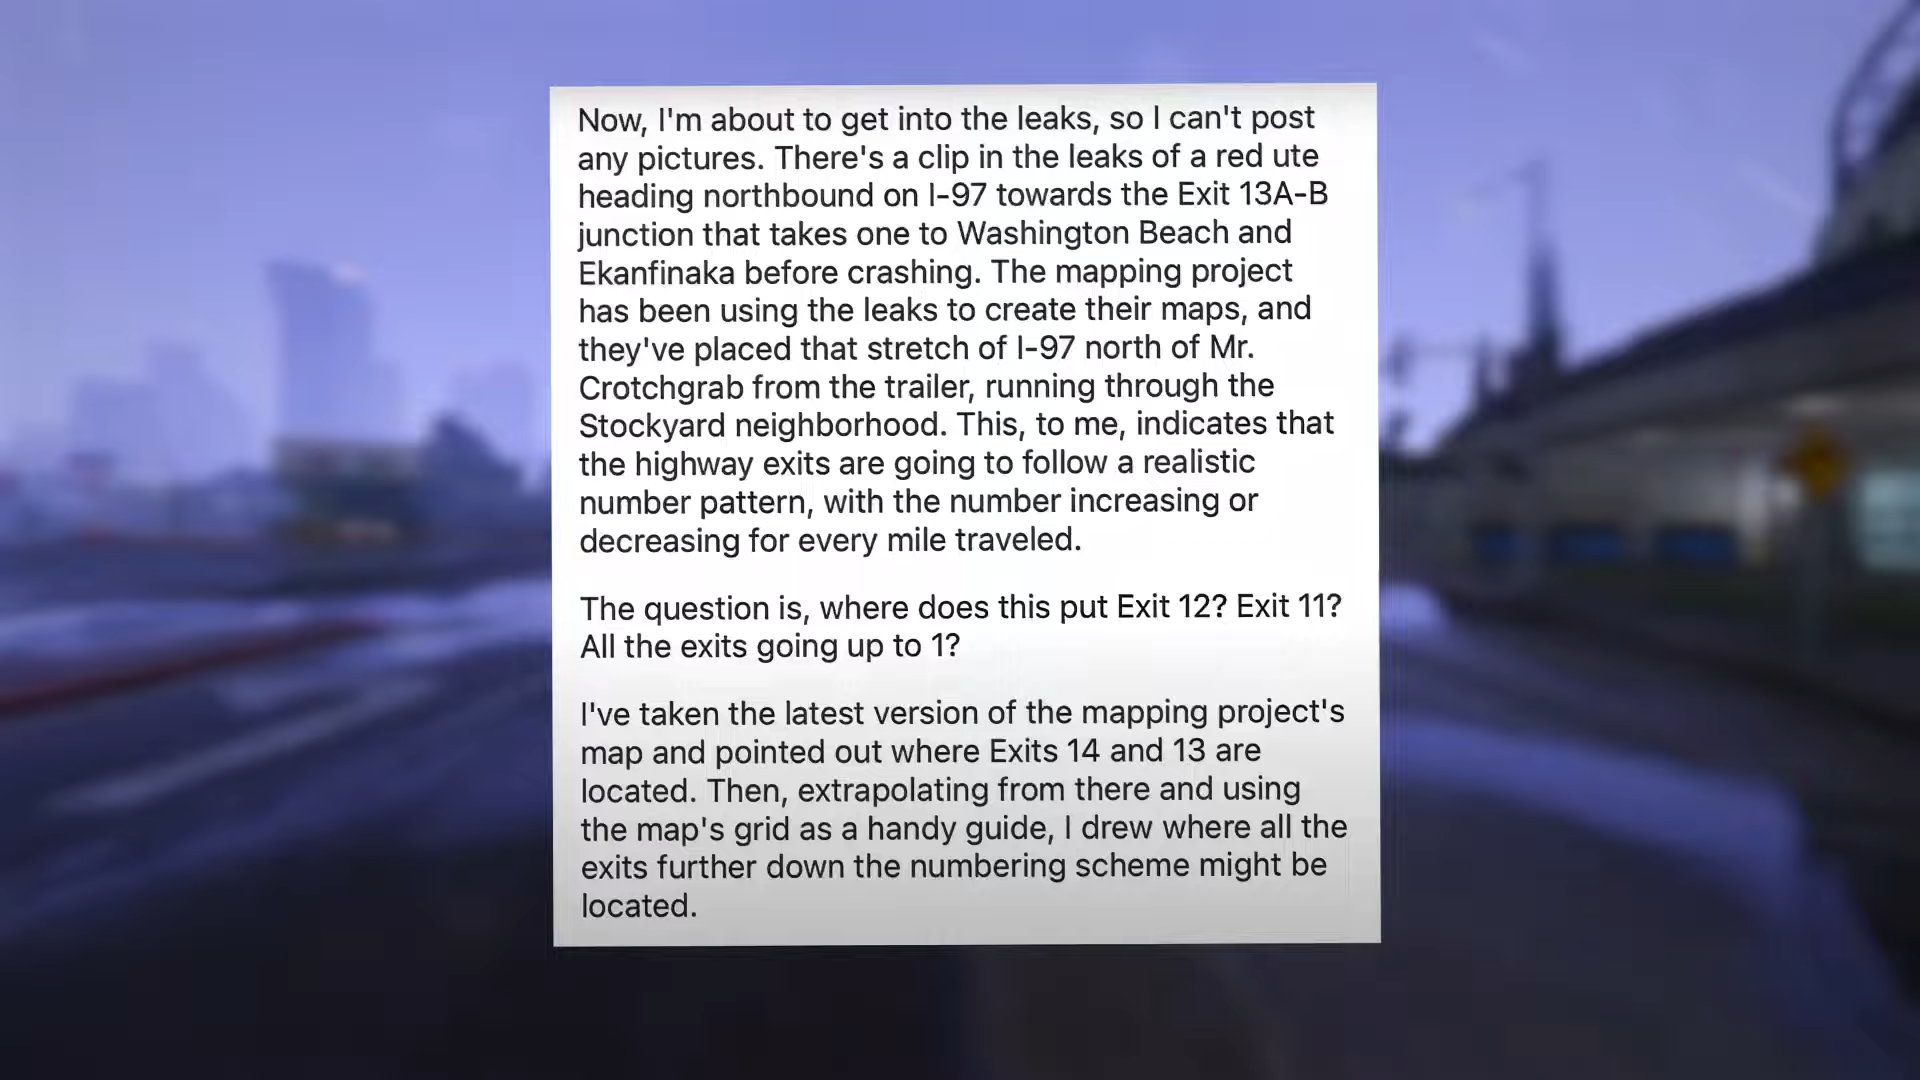 Now, I'm about to get into the leaks, so I can't post
any pictures. There's a clip in the leaks of a red ute
heading northbound on I-97 towards the Exit 13A-B
junction that takes one to Washington Beach and
Ekanfinaka before crashing. The mapping project
has been using the leaks to create their maps, and
they've placed that stretch of I-97 north of Mr.
Crotchgrab from the trailer, running through the
Stockyard neighborhood. This, to me, indicates that
the highway exits are going to follow a realistic
number pattern, with the number increasing or
decreasing for every mile traveled.
The question is, where does this put Exit 12? Exit 11?
All the exits going up to 1?
I've taken the latest version of the mapping project's
map and pointed out where Exits 14 and 13 are
located. Then, extrapolating from there and using
the map's grid as a handy guide, I drew where all the
exits further down the numbering scheme might be
located.